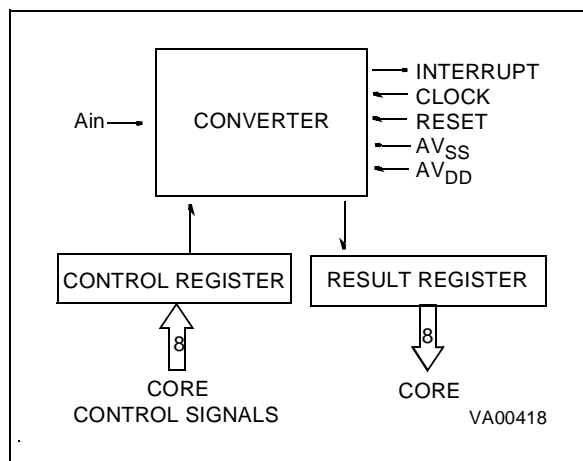 INTERRUPT
CLOCK
Ain
CONVERTER
RESET
AVSS
AVDD
CONTROL REGISTER
RESULT REGISTER
8
8
CORE
CONTROL SIGNALS
CORE
VA00418